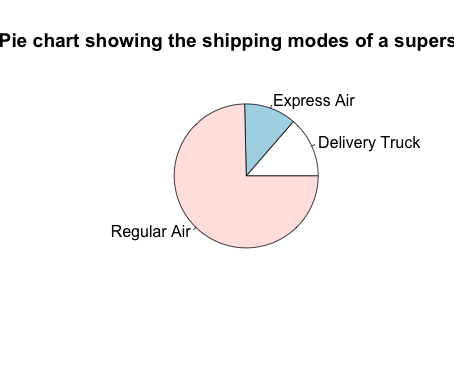 Pie chart showing the shipping modes of a supers
Express Air
Delivery Truck
Regular Air